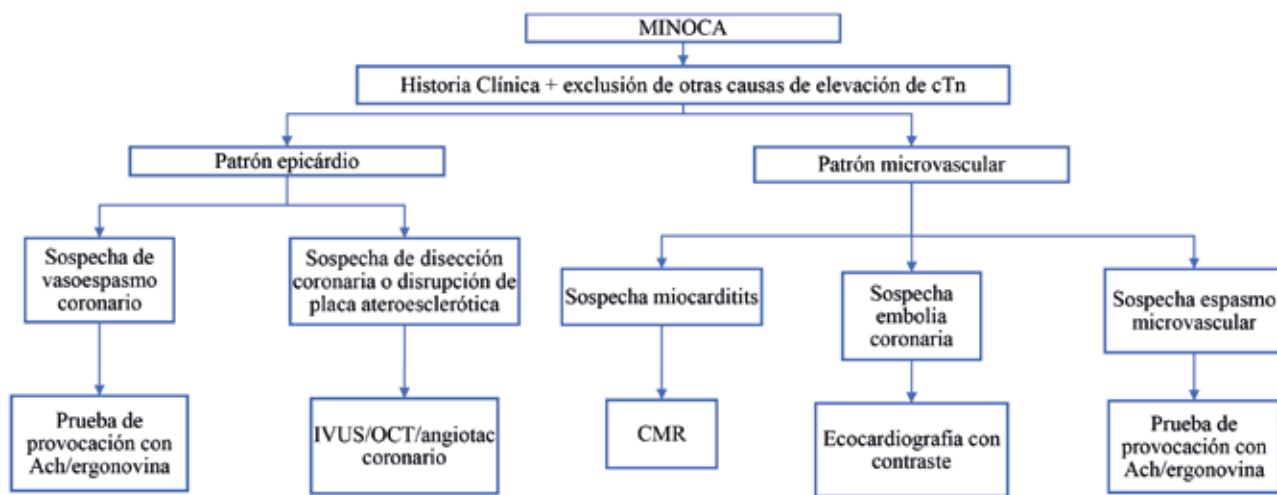 MINOCA
Historia Clínica + exclusión de otras causas de elevación de cTn
Patrón epicárdio
Patrón microvascular
Sospecha de
vasoespasmo
coronario
Sospecha de disección
coronaria o disrupción de
placa ateroesclerótica
Sospecha miocarditits
Sospecha
embolia
coronaria
Sospecha espasmo
microvascular
Prueba de
provocación con
Ach/ergonovina
IVUS/OCT/angiotac
coronario
CMR
Ecocardiografia con
contraste
Prueba de
provocación con
Ach/ergonovina